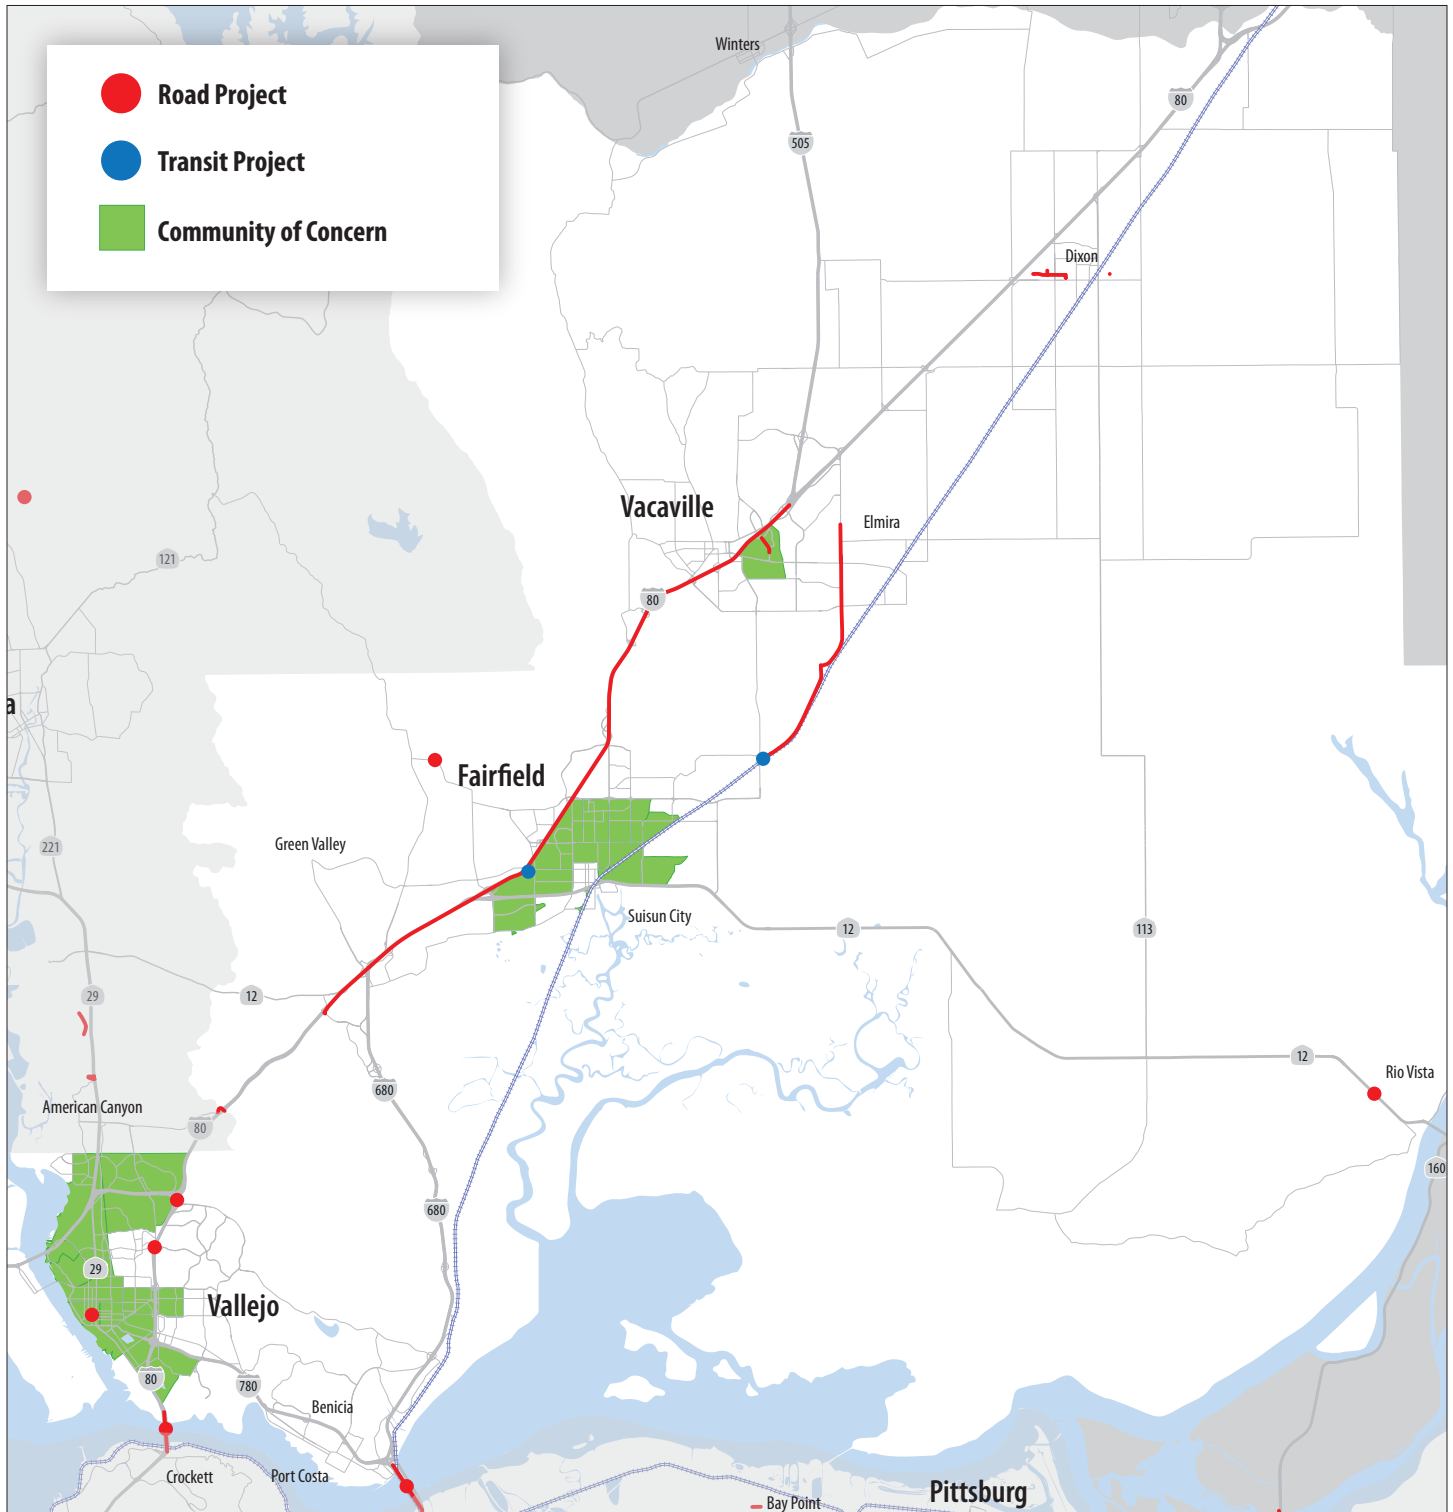 Winters
Road Project
80
505
Transit Project
Community of Concern
Dixon
Vacaville
Elmira
121
80
a
Fairfield
221
Green Valley
Suisun City
12
113
12
29
12
Rio Vista
680
American Canyon
80
160
680
29
Vallejo
80
780
Benicia
Crockett
Port Costa
Pittsburg
Bay Point